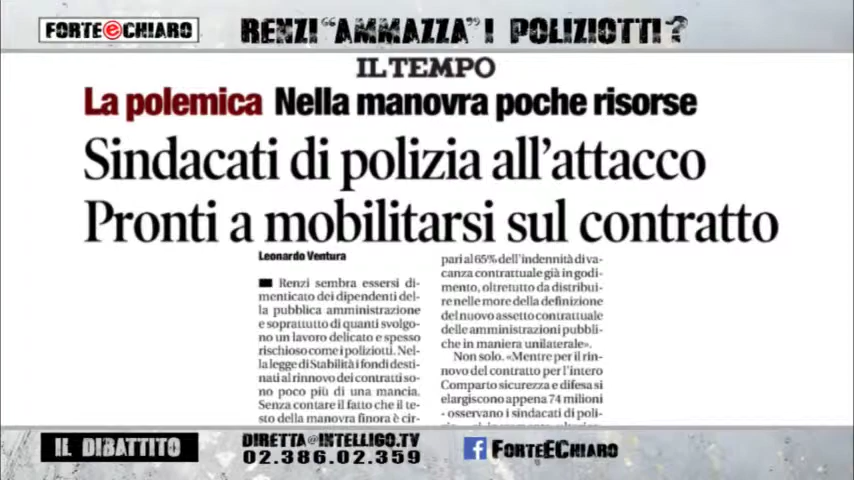 FORTE e CHIARO
RENZI "AMMAZZA" I POLIZIOTTI?
IL TEMPO
La polemica Nella manovra poche risorse
Sindacati di polizia all'attacco
Pronti a mobilitarsi sul contratto
Leonardo Ventura
Renzi sembra essersi di-
menticato dei dipendenti del-
la pubblica amministrazione
e soprattutto di quanti svolgo-
no un lavoro delicato e spesso
rischioso come i poliziotti. Nel-
la legge di Stabilità i fondi desti-
nati al rinnovo dei contratti so-
no poco più di una mancia.
Senza contare il fatto che il te-
sto della manovra finora è cir-
pari al 65% dell'indennità di va-
canza contrattuale già in godi-
mento, oltretutto da distribui-
re nelle more della definizione
del nuovo assetto contrattuale
delle amministrazioni pubbli-
che in maniera unilaterale».
Non solo. «Mentre per il rin-
novo del contratto per l'intero
Comparto sicurezza e difesa si
elargiscono appena 74 milioni
- osservano i sindacati di poli-
IL DIBATTITO
DIRETTA@INTELLIGO.TV
02.386.02.359
FORTEECHIARO